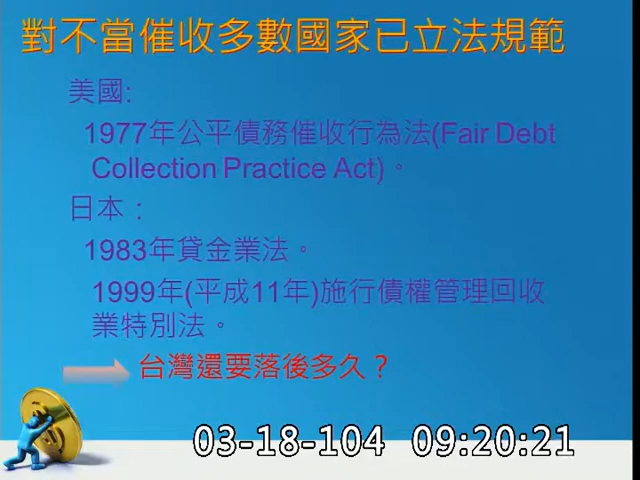 對不當催收多數國家已立法規範
美國:
1977年公平債務催收行為法(Fair Debt
Collection Practice Act)。
日本：
1983年貸金業法。
1999年(平成11年)施行債權管理回收
業特別法。
台灣還要落後多久？
03-18-104 09:20:21